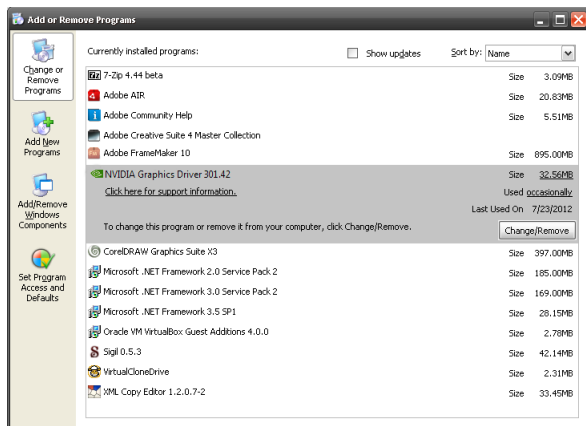 Add or Remove Programs
Change or
Remove
Programs
Add New
Programs
Add/Remove
Windows
Components
Set Program
Access and
Defaults
Currently installed programs:
Show updates
Sort by: Name
7-Zip 4.44 beta Size 3.09MB
Adobe AIR Size 20.83MB
Adobe Community Help Size 5.51MB
Adobe Creative Suite 4 Master Collection
Adobe FrameMaker 10 Size 895.00MB
NVIDIA Graphics Driver 301.42 Size 32.56MB
Click here for support information. Used occasionally
Last Used On 7/23/2012
To change this program or remove it from your computer, click Change/Remove. Change/Remove
CorelDRAW Graphics Suite X3 Size 397.00MB
Microsoft .NET Framework 2.0 Service Pack 2 Size 185.00MB
Microsoft .NET Framework 3.0 Service Pack 2 Size 169.00MB
Microsoft .NET Framework 3.5 SP1 Size 28.15MB
Oracle VM VirtualBox Guest Additions 4.0.0 Size 2.78MB
Sigil 0.5.3 Size 42.14MB
VirtualCloneDrive Size 2.31MB
XML Copy Editor 1.2.0.7-2 Size 33.45MB